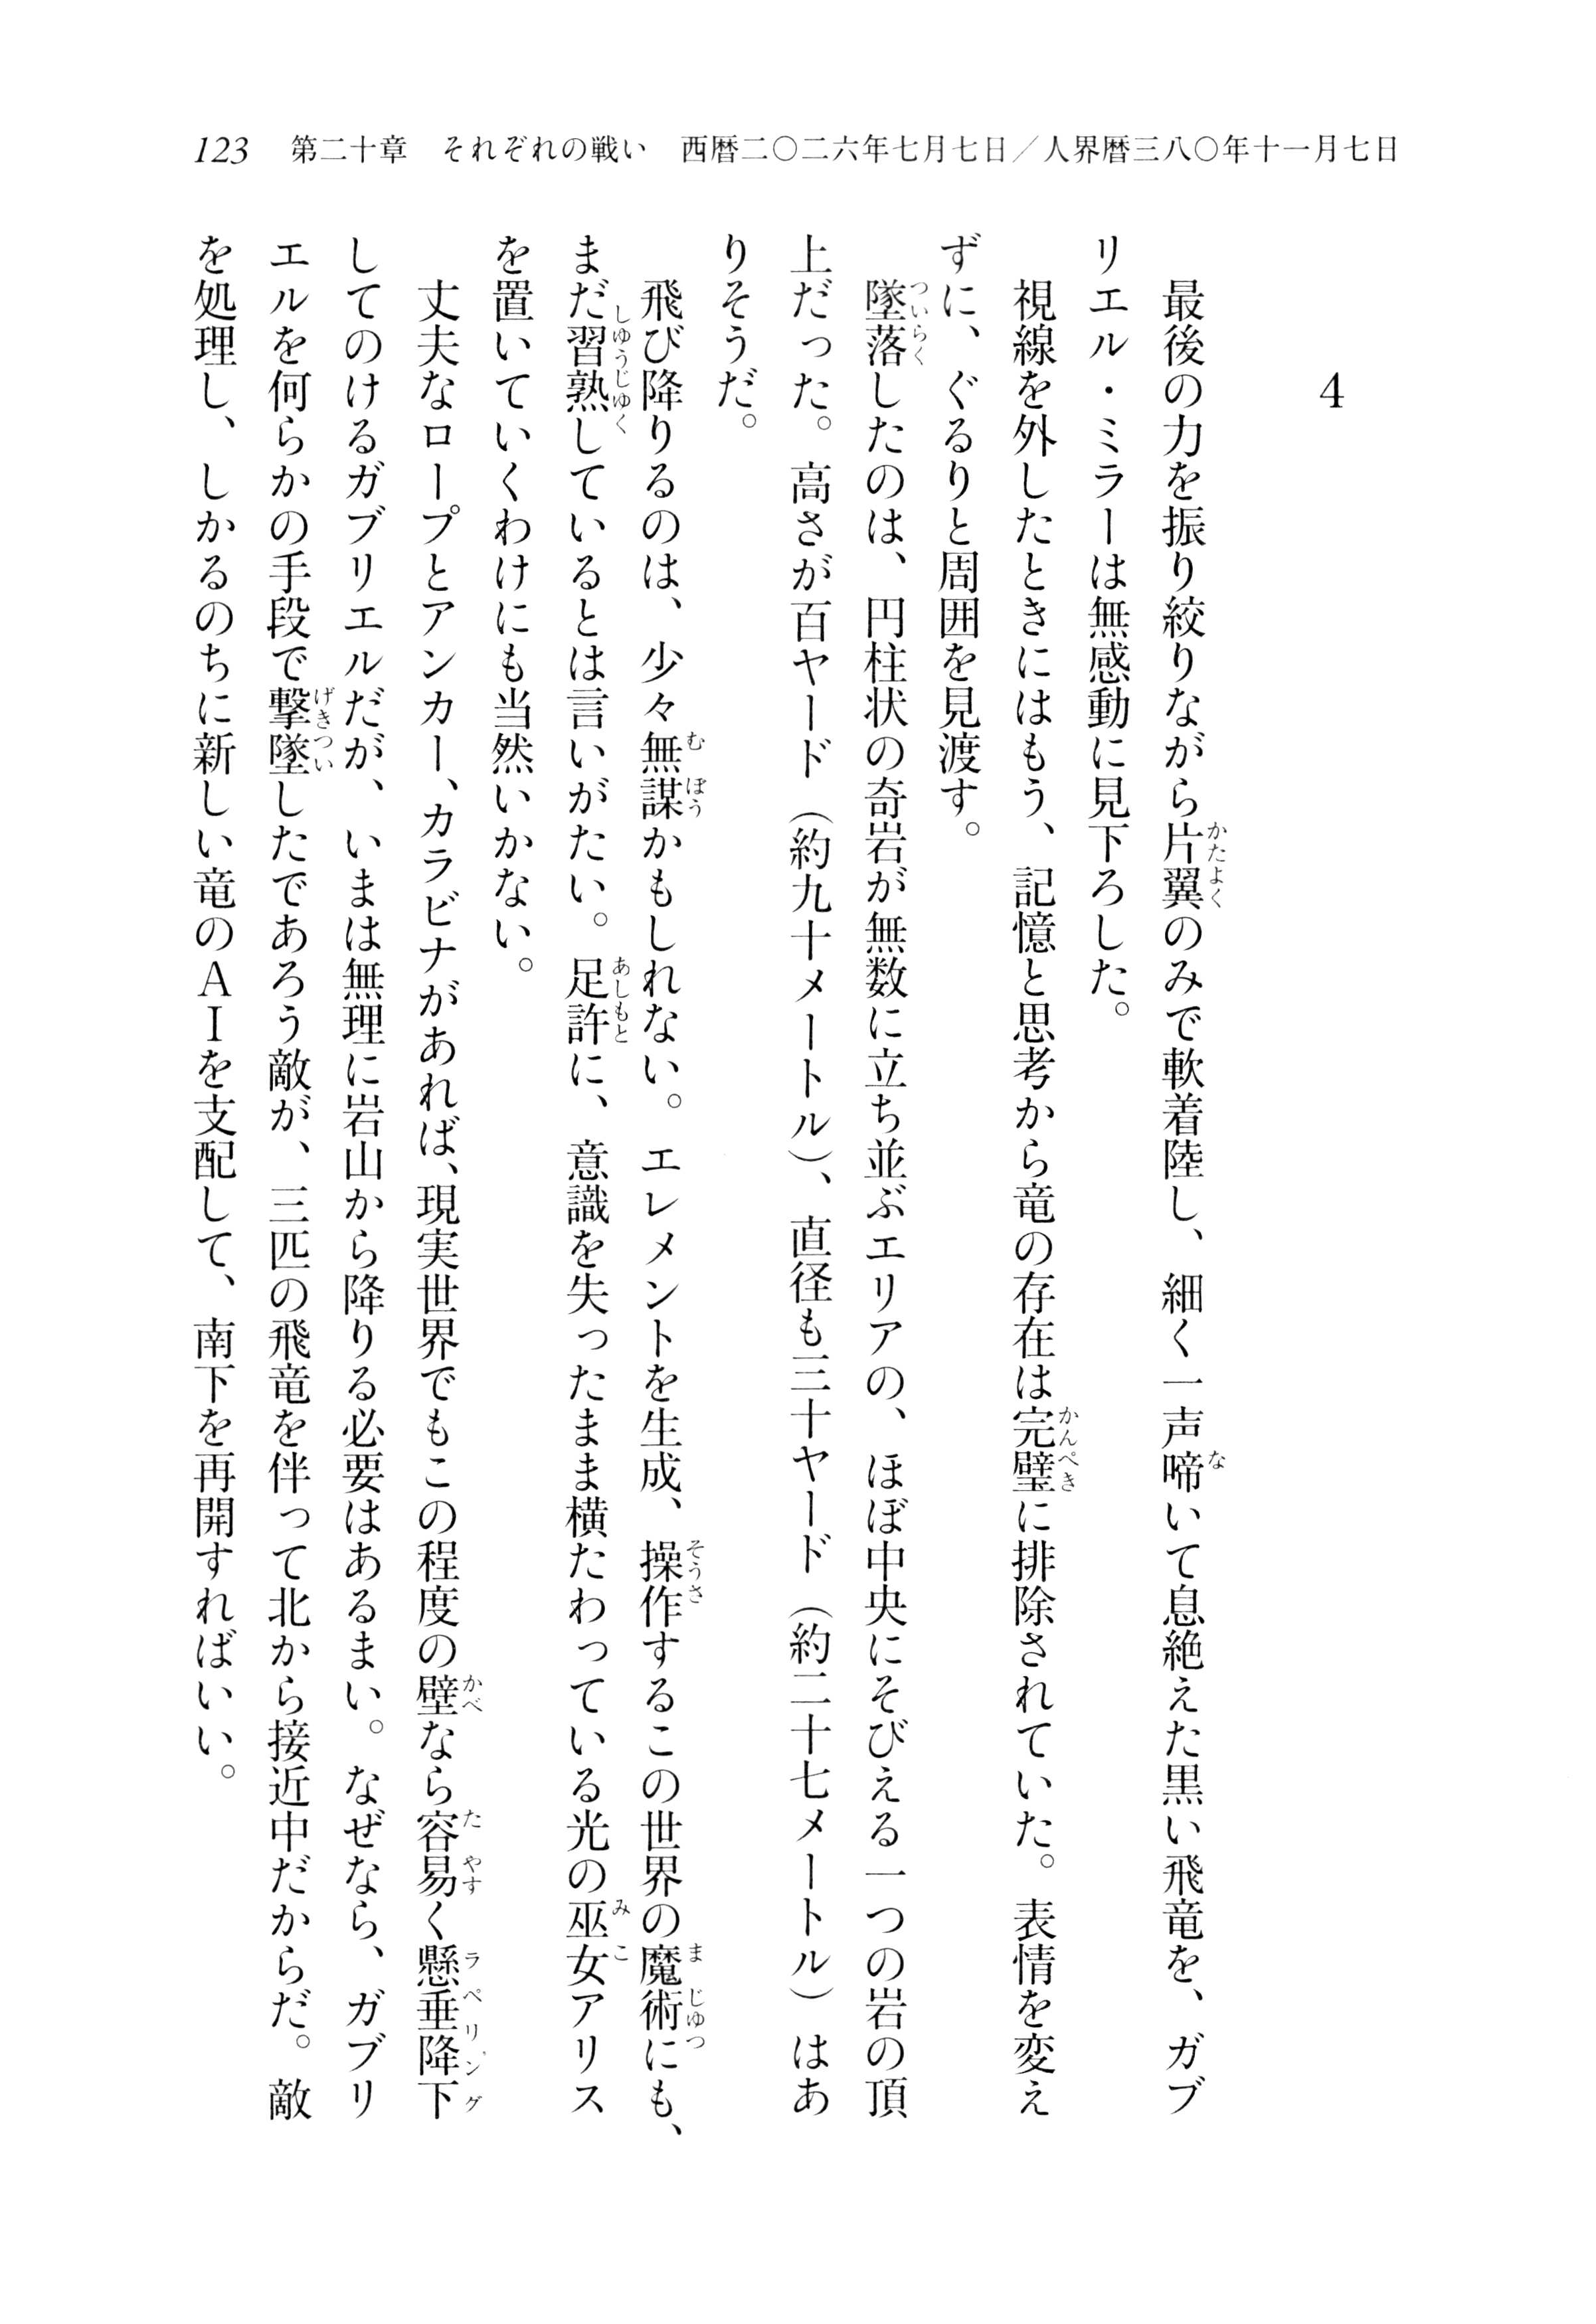 123 第二十章 それぞれの戦い 西暦二〇二六年七月七日／人界暦三八〇年十一月七日
4
最後の力を振り絞りながら片翼のみで軟着陸し、細く一声啼いて息絶えた黒い飛竜を、ガブ
リエル・ミラーは無感動に見下ろした。
視線を外したときにはもう、記憶と思考から竜の存在は完璧に排除されていた。表情を変え
ずに、ぐるりと周囲を見渡す。
墜落したのは、円柱状の奇岩が無数に立ち並ぶエリアの、ほぼ中央にそびえる一つの岩の頂
上だった。高さが百ヤード（約九十メートル）、直径も三十ヤード（約二十七メートル）はあ
りそうだ。
飛び降りるのは、少々無謀かもしれない。エレメントを生成、操作するこの世界の魔術にも、
まだ習熟しているとは言いがたい。足許に、意識を失ったまま横たわっている光の巫女アリス
を置いていくわけにも当然いかない。
丈夫なロープとアンカー、カラビナがあれば、現実世界でもこの程度の壁なら容易く懸垂降下
してのけるガブリエルだが、いまは無理に岩山から降りる必要はあるまい。なぜなら、ガブリ
エルを何らかの手段で撃墜したであろう敵が、三匹の飛竜を伴って北から接近中だからだ。敵
を処理し、しかるのちに新しい竜のＡＩを支配して、南下を再開すればいい。